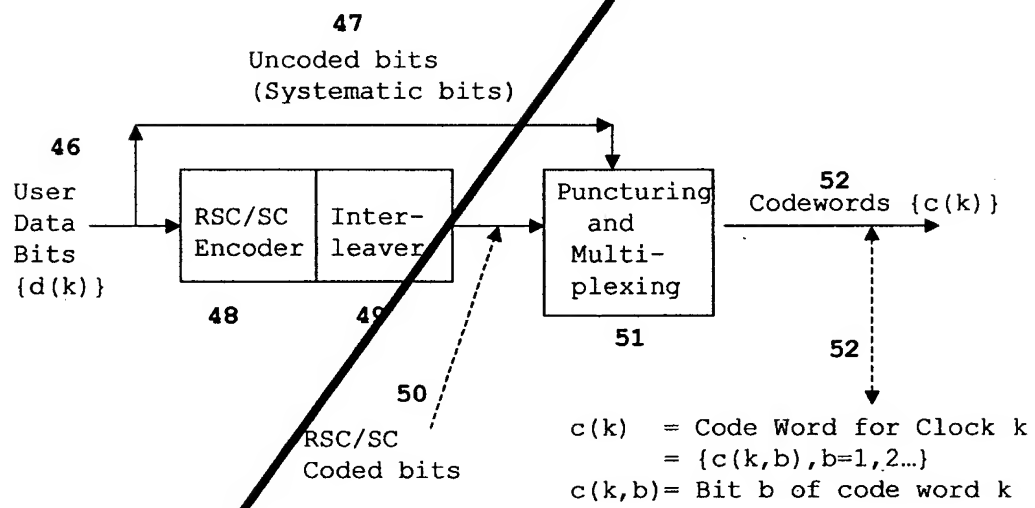 47
Uncoded bits
(Systematic bits)
46
User
Data
Bits
{d(k)}
RSC/SC
Encoder
Inter-
leaver
48
49
Puncturing
and
Multi-
plexing
51
52
Codewords {c(k)}
52
50
RSC/SC
Coded bits
c(k) = Code Word for Clock k
= {c(k,b),b=1,2…}
c(k,b)= Bit b of code word k